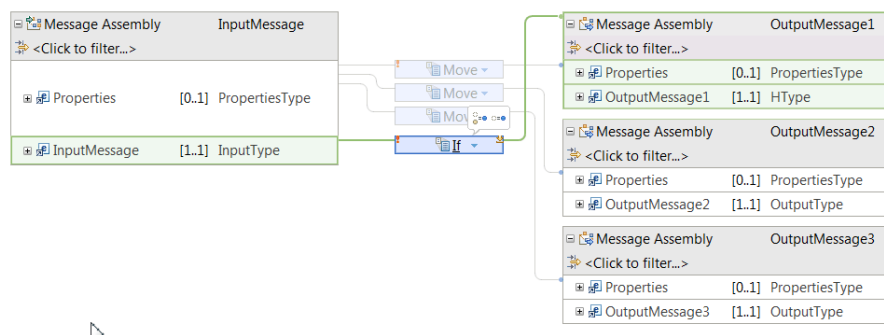 Message Assembly InputMessage
<Click to filter...>
Properties [0..1] PropertiesType
InputMessage [1..1] InputType
Move
Move
Mov
If
Message Assembly OutputMessage1
<Click to filter...>
Properties [0..1] PropertiesType
OutputMessage1 [1..1] HType
Message Assembly OutputMessage2
<Click to filter...>
Properties [0..1] PropertiesType
OutputMessage2 [1..1] OutputType
Message Assembly OutputMessage3
<Click to filter...>
Properties [0..1] PropertiesType
OutputMessage3 [1..1] OutputType